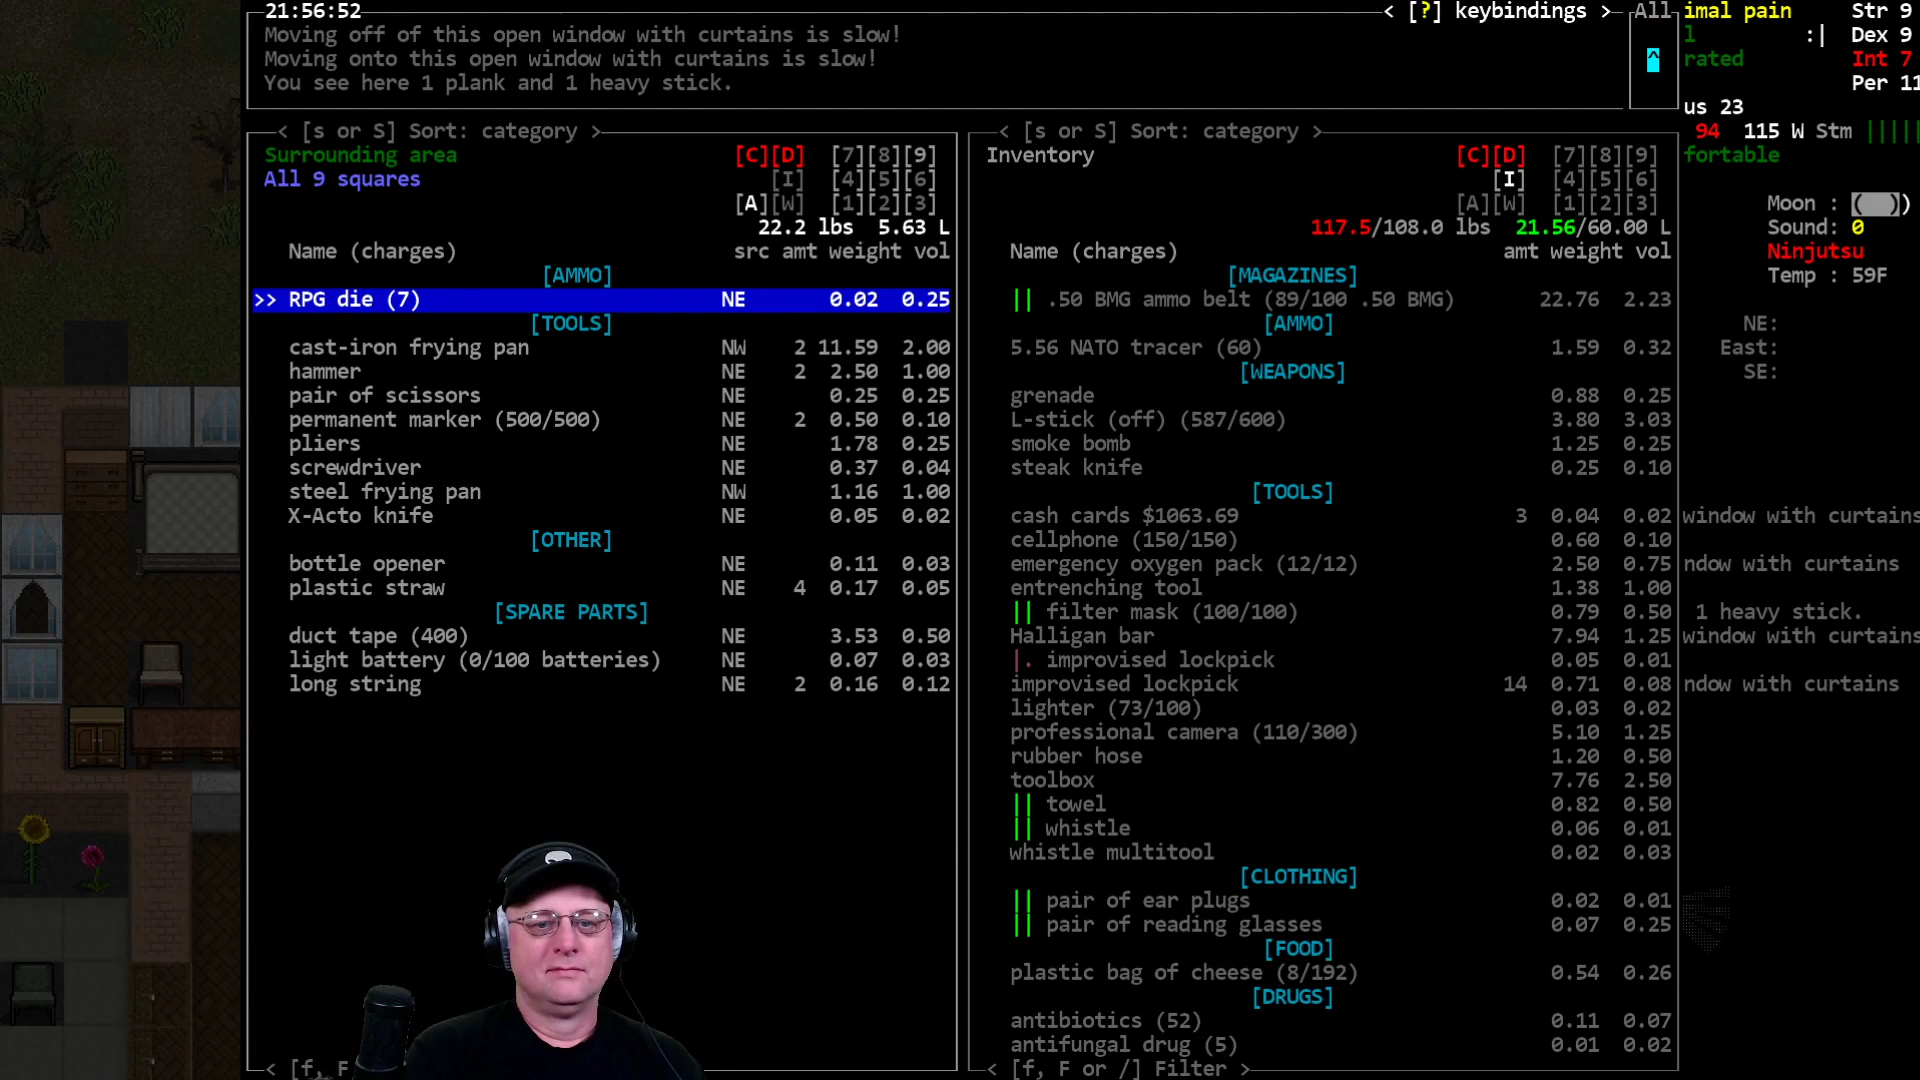 21:56:52
< [?] keybindings >
All
Moving off of this open window with curtains is slow!
Moving onto this open window with curtains is slow!
You see here 1 plank and 1 heavy stick.
^
imal pain
Str 9
l :|
Dex 9
rated
Int 7
Per 11
us 23
94 115 W Stm |||||
fortable
Moon : (  ))
Sound: 0
Ninjutsu
Temp : 59F
NE:
East:
SE:
window with curtains
ndow with curtains
1 heavy stick.
window with curtains
ndow with curtains
< [s or S] Sort: category >
Surrounding area [C][D] [7][8][9]
All 9 squares [I] [4][5][6]
[A][W] [1][2][3]
22.2 lbs 5.63 L
Name (charges) src amt weight vol
[AMMO]
>> RPG die (7) NE 0.02 0.25
[TOOLS]
cast-iron frying pan NW 2 11.59 2.00
hammer NE 2 2.50 1.00
pair of scissors NE 0.25 0.25
permanent marker (500/500) NE 2 0.50 0.10
pliers NE 1.78 0.25
screwdriver NE 0.37 0.04
steel frying pan NW 1.16 1.00
X-Acto knife NE 0.05 0.02
[OTHER]
bottle opener NE 0.11 0.03
plastic straw NE 4 0.17 0.05
[SPARE PARTS]
duct tape (400) NE 3.53 0.50
light battery (0/100 batteries) NE 0.07 0.03
long string NE 2 0.16 0.12
< [f, F
< [s or S] Sort: category >
Inventory [C][D] [7][8][9]
[I] [4][5][6]
[A][W] [1][2][3]
117.5/108.0 lbs 21.56/60.00 L
Name (charges) amt weight vol
[MAGAZINES]
|| .50 BMG ammo belt (89/100 .50 BMG) 22.76 2.23
[AMMO]
5.56 NATO tracer (60) 1.59 0.32
[WEAPONS]
grenade 0.88 0.25
L-stick (off) (587/600) 3.80 3.03
smoke bomb 1.25 0.25
steak knife 0.25 0.10
[TOOLS]
cash cards $1063.69 3 0.04 0.02
cellphone (150/150) 0.60 0.10
emergency oxygen pack (12/12) 2.50 0.75
entrenching tool 1.38 1.00
|| filter mask (100/100) 0.79 0.50
Halligan bar 7.94 1.25
|. improvised lockpick 0.05 0.01
improvised lockpick 14 0.71 0.08
lighter (73/100) 0.03 0.02
professional camera (110/300) 5.10 1.25
rubber hose 1.20 0.50
toolbox 7.76 2.50
|| towel 0.82 0.50
|| whistle 0.06 0.01
whistle multitool 0.02 0.03
[CLOTHING]
|| pair of ear plugs 0.02 0.01
|| pair of reading glasses 0.07 0.25
[FOOD]
plastic bag of cheese (8/192) 0.54 0.26
[DRUGS]
antibiotics (52) 0.11 0.07
antifungal drug (5) 0.01 0.02
< [f, F or /] Filter >